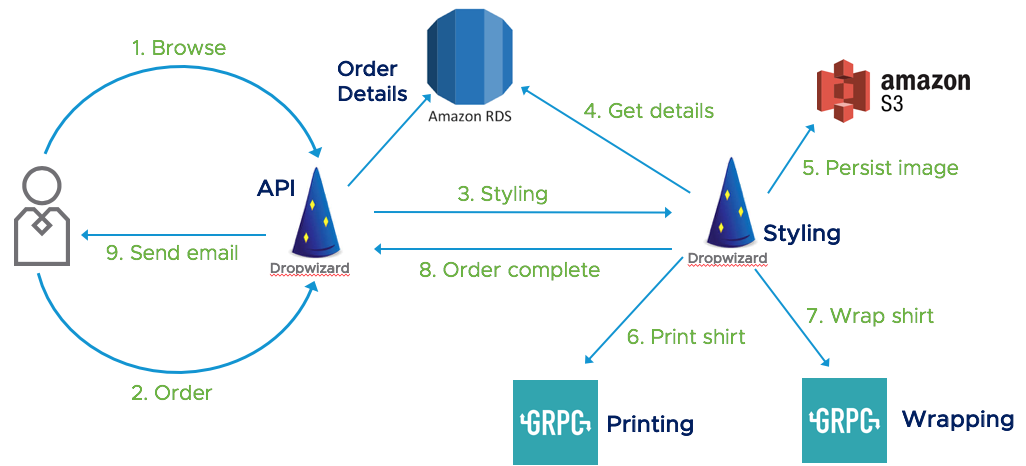 1. Browse
Order
Details
Amazon RDS
amazon
S3
4. Get details
5. Persist image
API
3. Styling
Styling
9. Send email
Dropwizard
8. Order complete
Dropwizard
6. Print shirt
7. Wrap shirt
2. Order
GRPC
Printing
GRPC
Wrapping